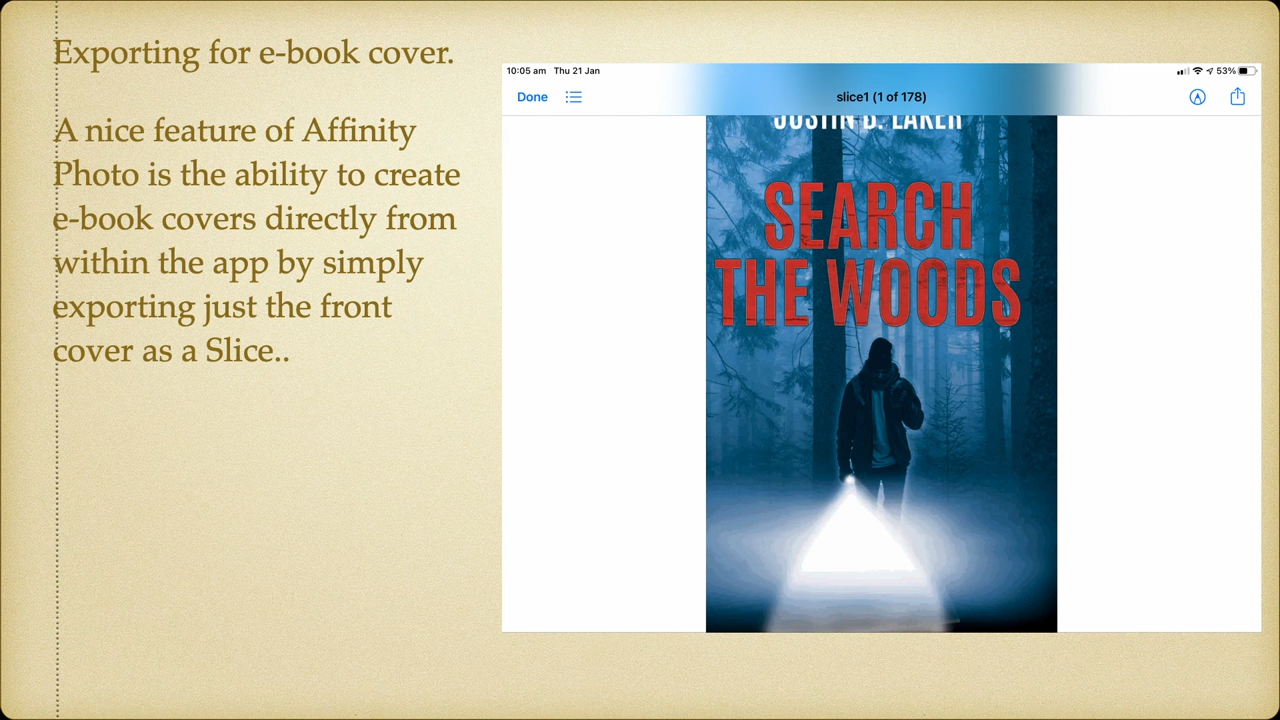 Exporting for e-book cover.
A nice feature of Affinity
Photo is the ability to create
e-book covers directly from
within the app by simply
exporting just the front
cover as a Slice..
10:05 am Thu 21 Jan
53%
Done
slice1 (1 of 178)
JUSTIN D. LAKER
SEARCH
THE WOODS